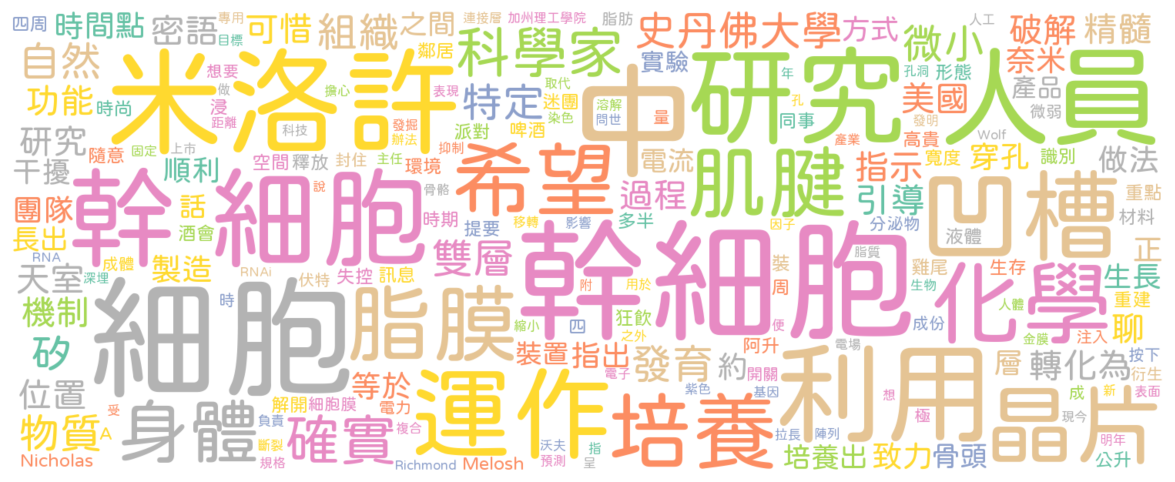 四周 時間點 密語 可惜 專用 目標 組織 之間 連接層 加州理工學院 脂肪 史丹佛大學 方式 人工 破解 精髓
自然 想要 鄰居 科學家 實驗 微小 奈米 形態 孔洞
功能 時尚 做 浸 距離 米洛許 擔心 表現 特定 取代 迷團 染色 中 溶解 問世 孔 年 量 研究人員 同事 美國 產品 微弱
研究 科技 發掘 辦法 派對 啤酒 產業 發明 高貴 Wolf
干擾 隨意 固定 順利 上市 空間 釋放 封住 主任 環境 抑制 希望 電流 肌腱 指示 寬度 穿孔 識別 做法
團隊 幹細胞 話 說 骨骼 時期 提要 移轉 影響 過程 多半 因子 引導 分泌物 凹槽 重點 材料
長出 RNA 酒會 雙層 幹細胞 脂質 雞尾 液體 正
天室 深埋 成體 製造 RNAi 伏特 失控 訊息 附 用於 裝 周 生物 生存 化學 生長
機制 細胞 時 脂膜 縮小 四 之外 狂飲 便 成份 人體 重建
矽 裝置 指出 阿升 電場 金膜 注入 聊
位置 等於 電子 發育 約 開關 層 轉化為 按下 衍生
物質 A 受 身體 解開 細胞膜 電力 運作 紫色 基因 利用 想 極 成 新 表面 現今 晶片
負責 斷裂 確實 複合 沃夫 指 培養 拉長 陣列 明年
Nicholas 規格 Richmond Melosh 預測 呈 培養出 致力 骨頭 公升